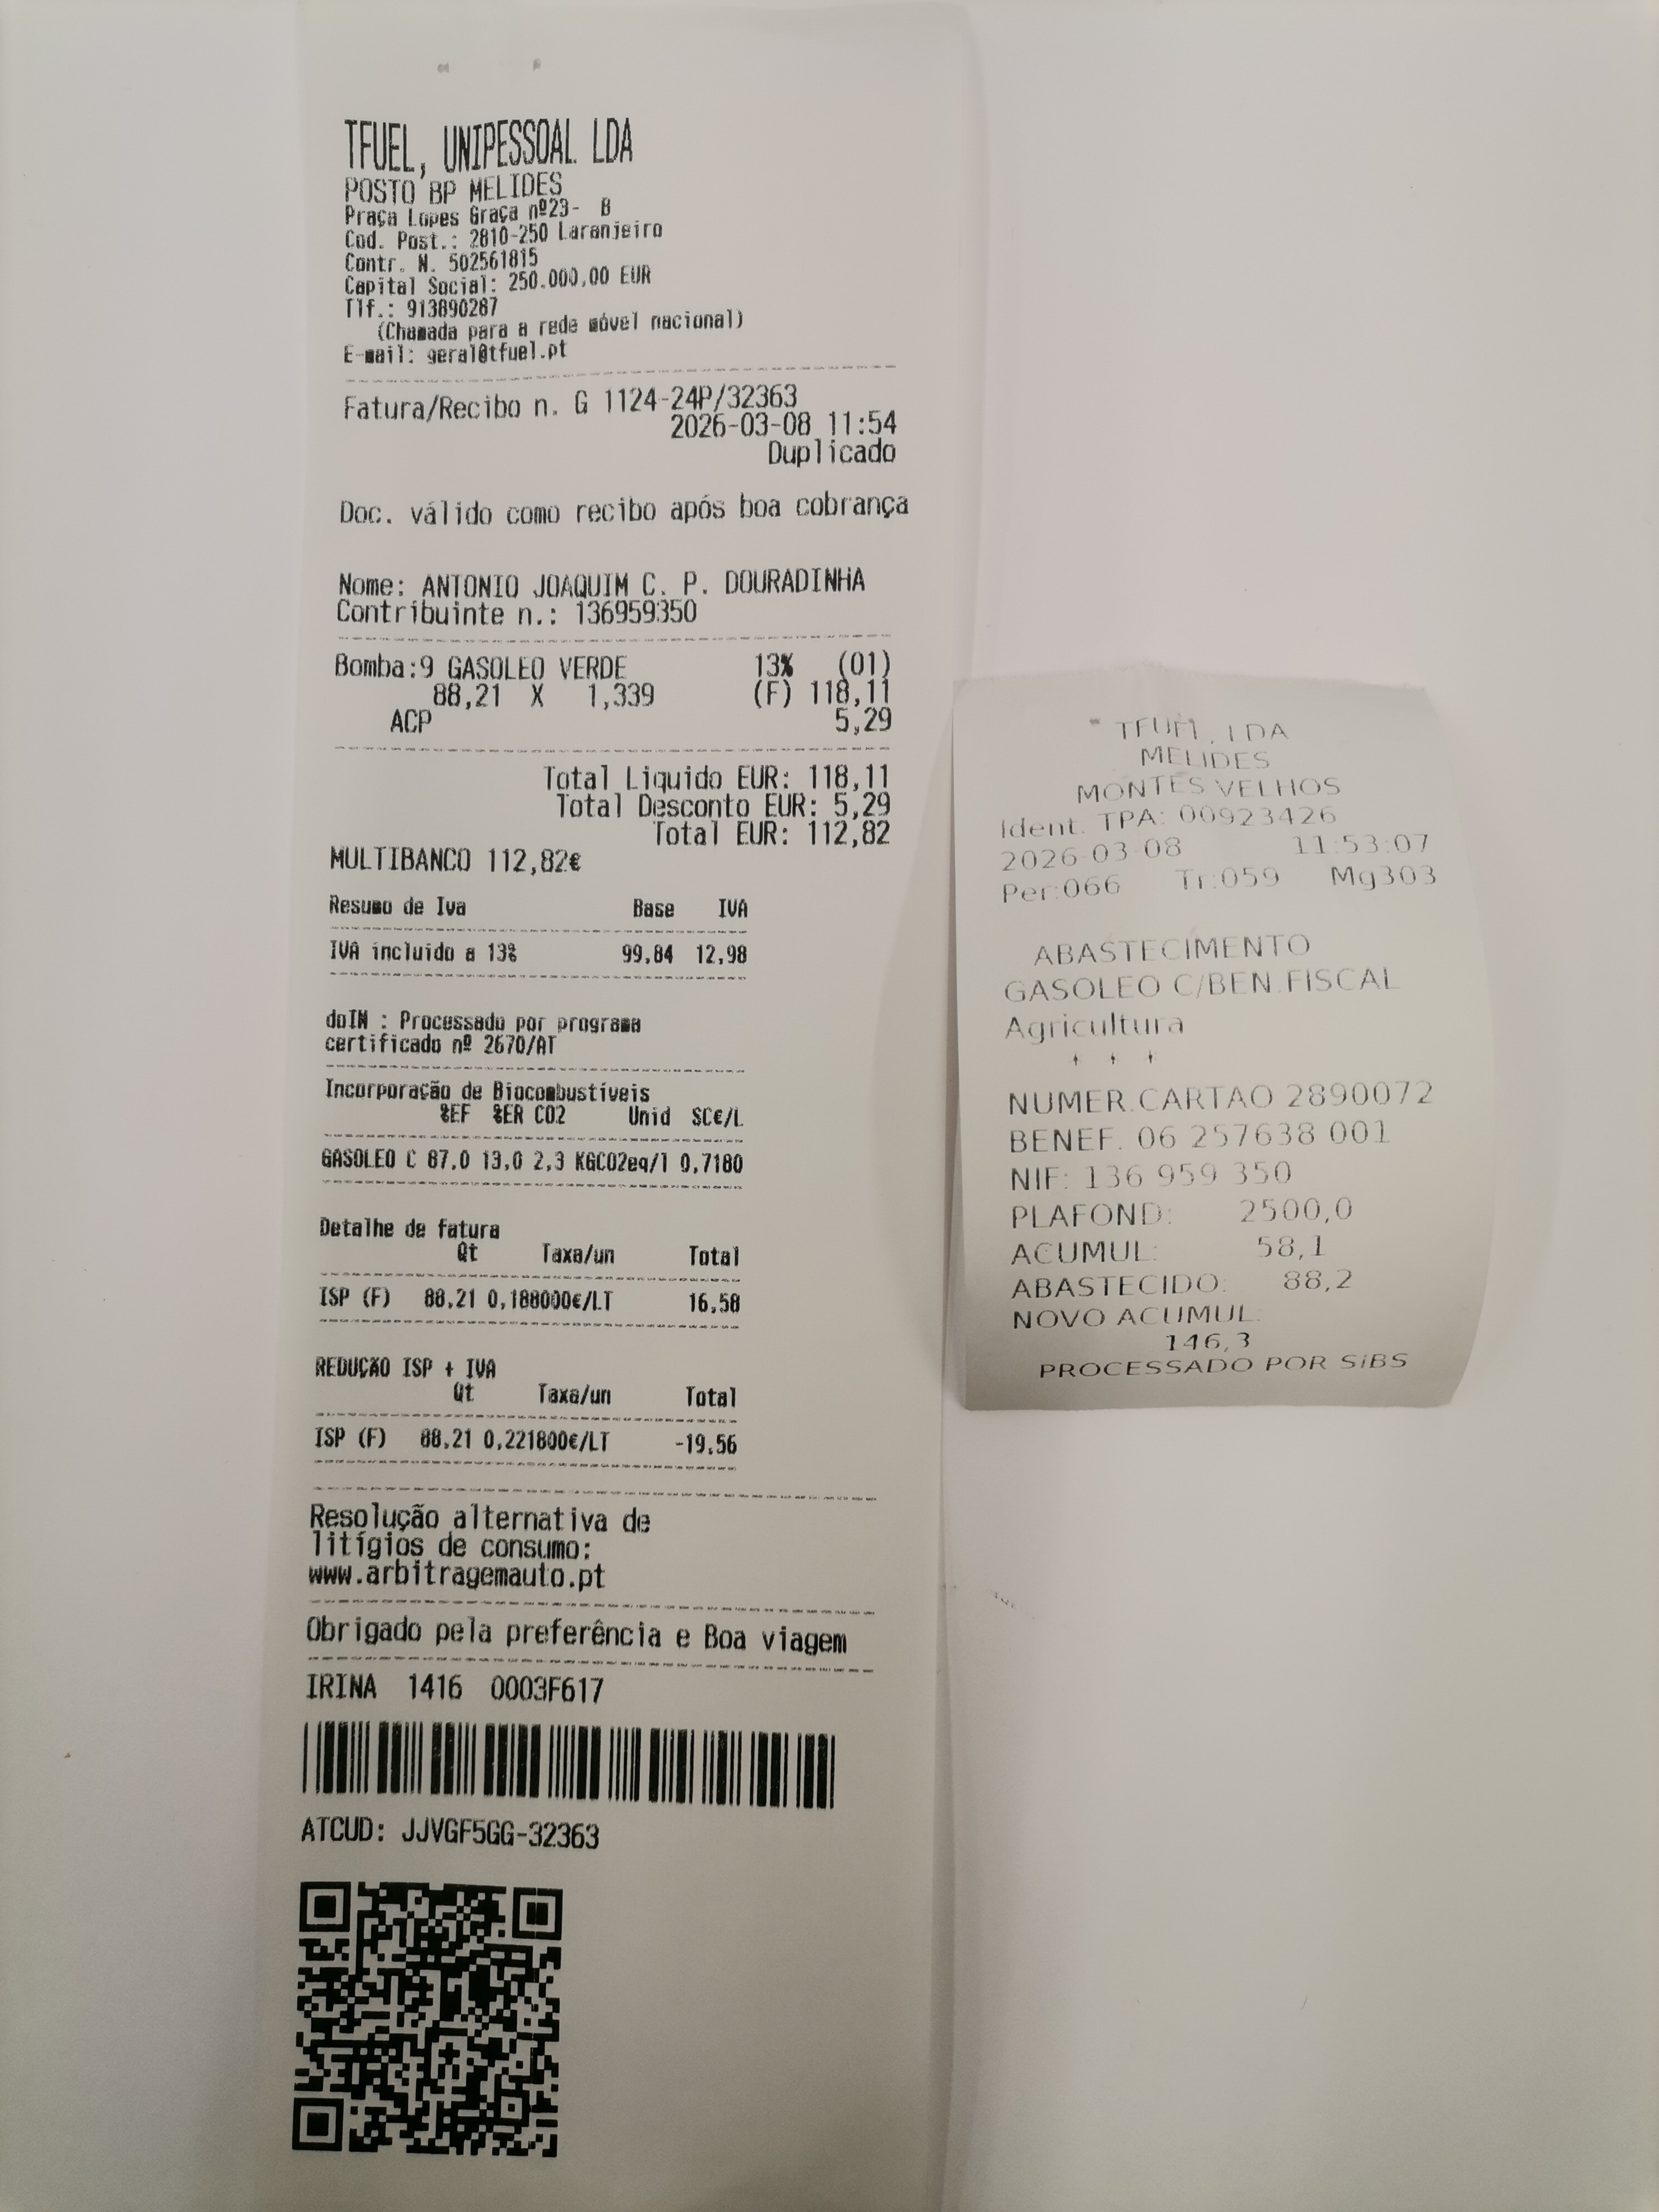 TFUEL, UNIPESSOAL LDA
POSTO BP MELIDES
Praça Lopes Graça nº23- B
Cod. Post.: 2810-250 Laranjeiro
Contr. N. 502561815
Capital Social: 250.000,00 EUR
Tlf.: 913890287
(Chamada para a rede móvel nacional)
E-mail: geral@tfuel.pt
Fatura/Recibo n. G 1124-24P/32363
2026-03-08 11:54
Duplicado
Doc. válido como recibo após boa cobrança
Nome: ANTONIO JOAQUIM C. P. DOURADINHA
Contribuinte n.: 136959350
Bomba:9 GASOLEO VERDE 13% (01)
88,21 X 1,339 (F) 118,11
ACP 5,29
Total Liquido EUR: 118,11
Total Desconto EUR: 5,29
Total EUR: 112,82
MULTIBANCO 112,82€
Resumo de Iva Base IVA
IVA incluido a 13% 99,84 12,98
doIN : Processado por programa
certificado nº 2670/AT
Incorporação de Biocombustíveis
%EF %ER CO2 Unid SC€/L
GASOLEO C 87,0 13,0 2,3 KGCO2eq/l 0,7180
Detalhe de fatura
Qt Taxa/un Total
ISP (F) 88,21 0,188000€/LT 16,58
REDUÇÃO ISP + IVA
Qt Taxa/un Total
ISP (F) 88,21 0,221800€/LT -19,56
Resolução alternativa de
litígios de consumo:
www.arbitragemauto.pt
Obrigado pela preferência e Boa viagem
IRINA 1416 0003F617
ATCUD: JJVGF5GG-32363
TFUEL, LDA
MELIDES
MONTES VELHOS
Ident. TPA: 00923426
2026-03-08 11:53:07
Per:066 Tr:059 Mg303
ABASTECIMENTO
GASOLEO C/BEN.FISCAL
Agricultura
+ + +
NUMER.CARTAO 2890072
BENEF. 06 257638 001
NIF: 136 959 350
PLAFOND: 2500,0
ACUMUL: 58,1
ABASTECIDO: 88,2
NOVO ACUMUL:
146,3
PROCESSADO POR SiBS